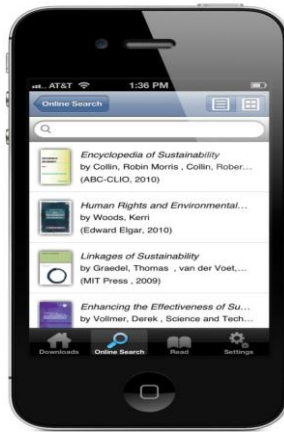 AT&T 1:36 PM
Online Search
Encyclopedia of Sustainability
by Collin, Robin Morris , Collin, Rober...
(ABC-CLIO, 2010)
Human Rights and Environmental...
by Woods, Kerri
(Edward Elgar, 2010)
Linkages of Sustainability
by Graedel, Thomas , van der Voet,...
(MIT Press , 2009)
Enhancing the Effectiveness of Su...
by Vollmer, Derek , Science and Tech...
Downloads Online Search Read Settings